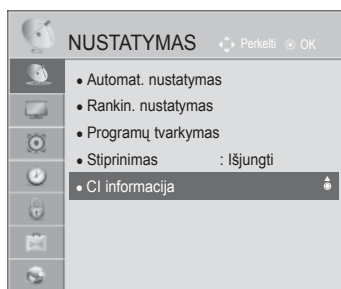 NUSTATYMAS Perkelti OK
• Automat. nustatymas
• Rankin. nustatymas
• Programų tvarkymas
• Stiprinimas : Išjungti
• CI informacija